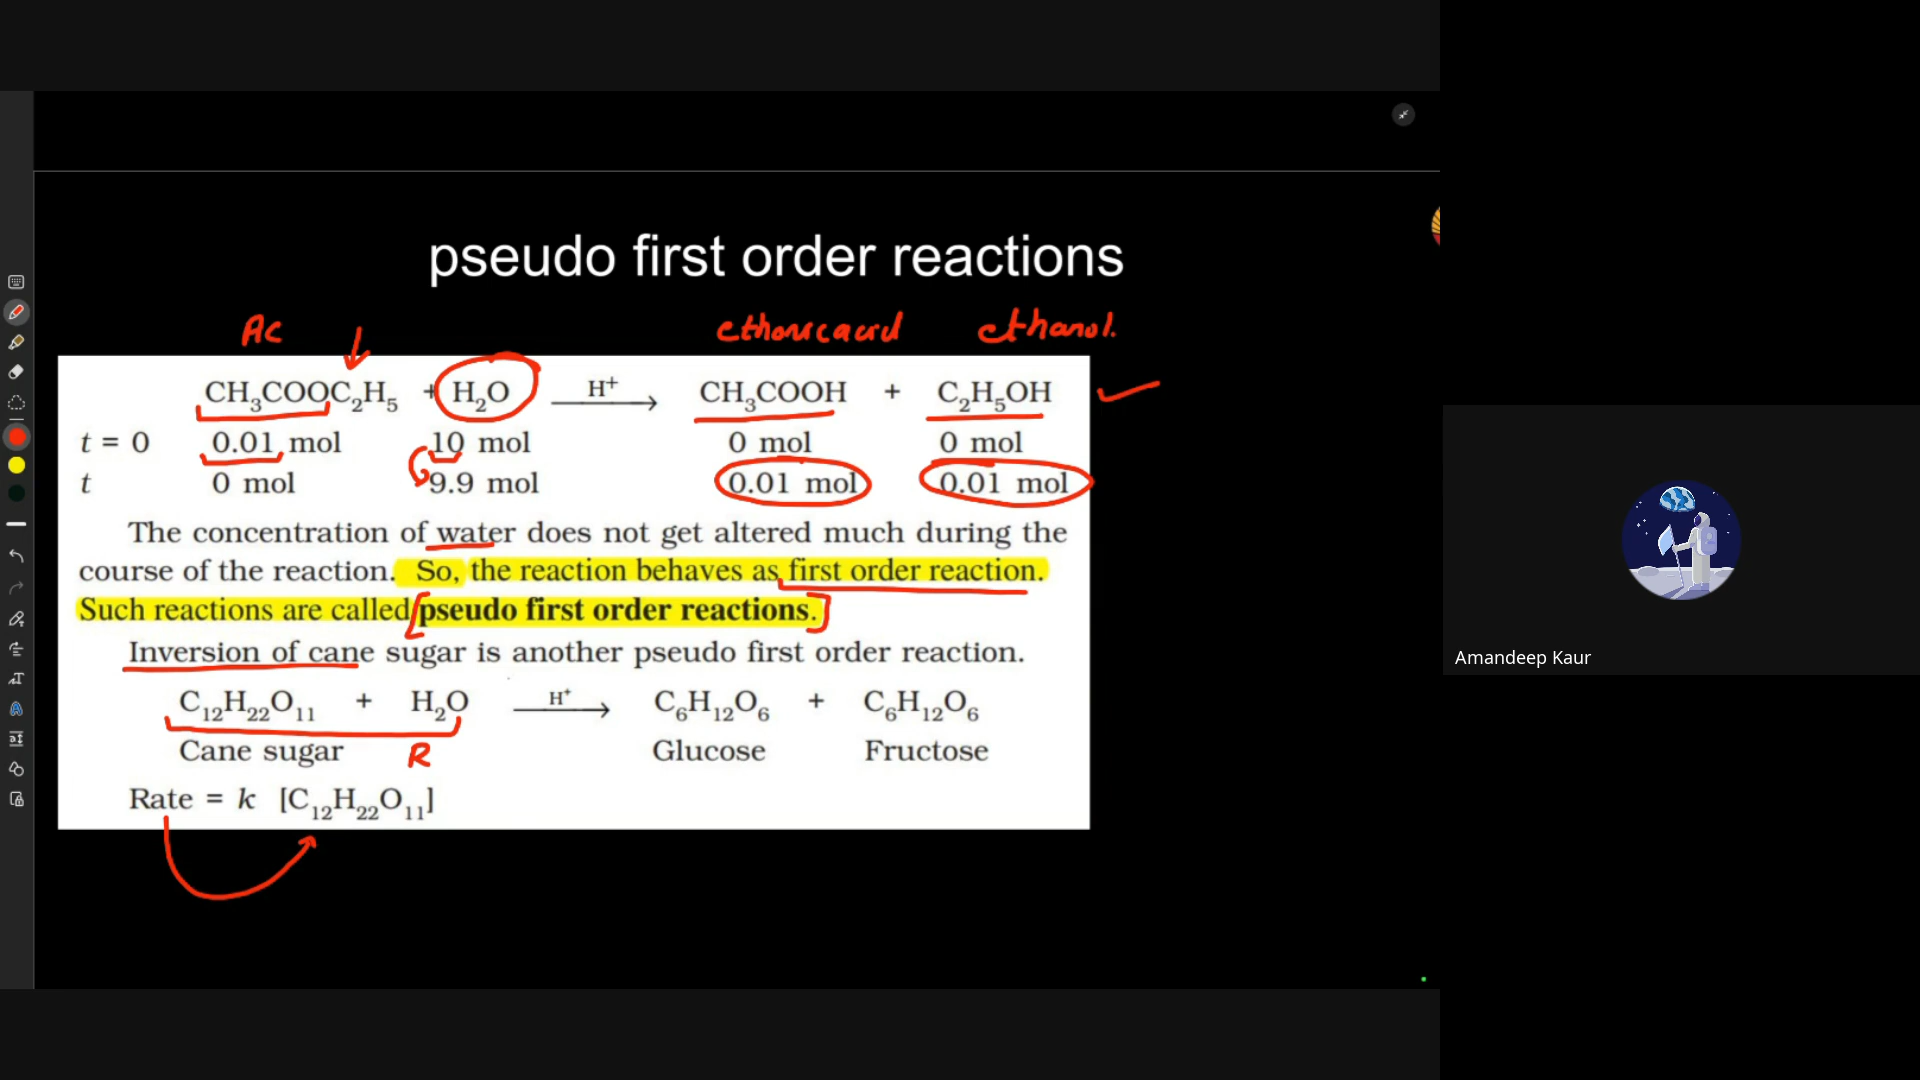 pseudo first order reactions
Ac
ethonicacid ethanol.
CH₃COOC₂H₅ + H₂O H⁺ ⟶ CH₃COOH + C₂H₅OH
t = 0 0.01 mol 10 mol 0 mol 0 mol
t 0 mol 9.9 mol 0.01 mol 0.01 mol
The concentration of water does not get altered much during the
course of the reaction. So, the reaction behaves as first order reaction.
Such reactions are called pseudo first order reactions.
Inversion of cane sugar is another pseudo first order reaction.
C₁₂H₂₂O₁₁ + H₂O H⁺ ⟶ C₆H₁₂O₆ + C₆H₁₂O₆
Cane sugar R Glucose Fructose
Rate = k [C₁₂H₂₂O₁₁]
Amandeep Kaur